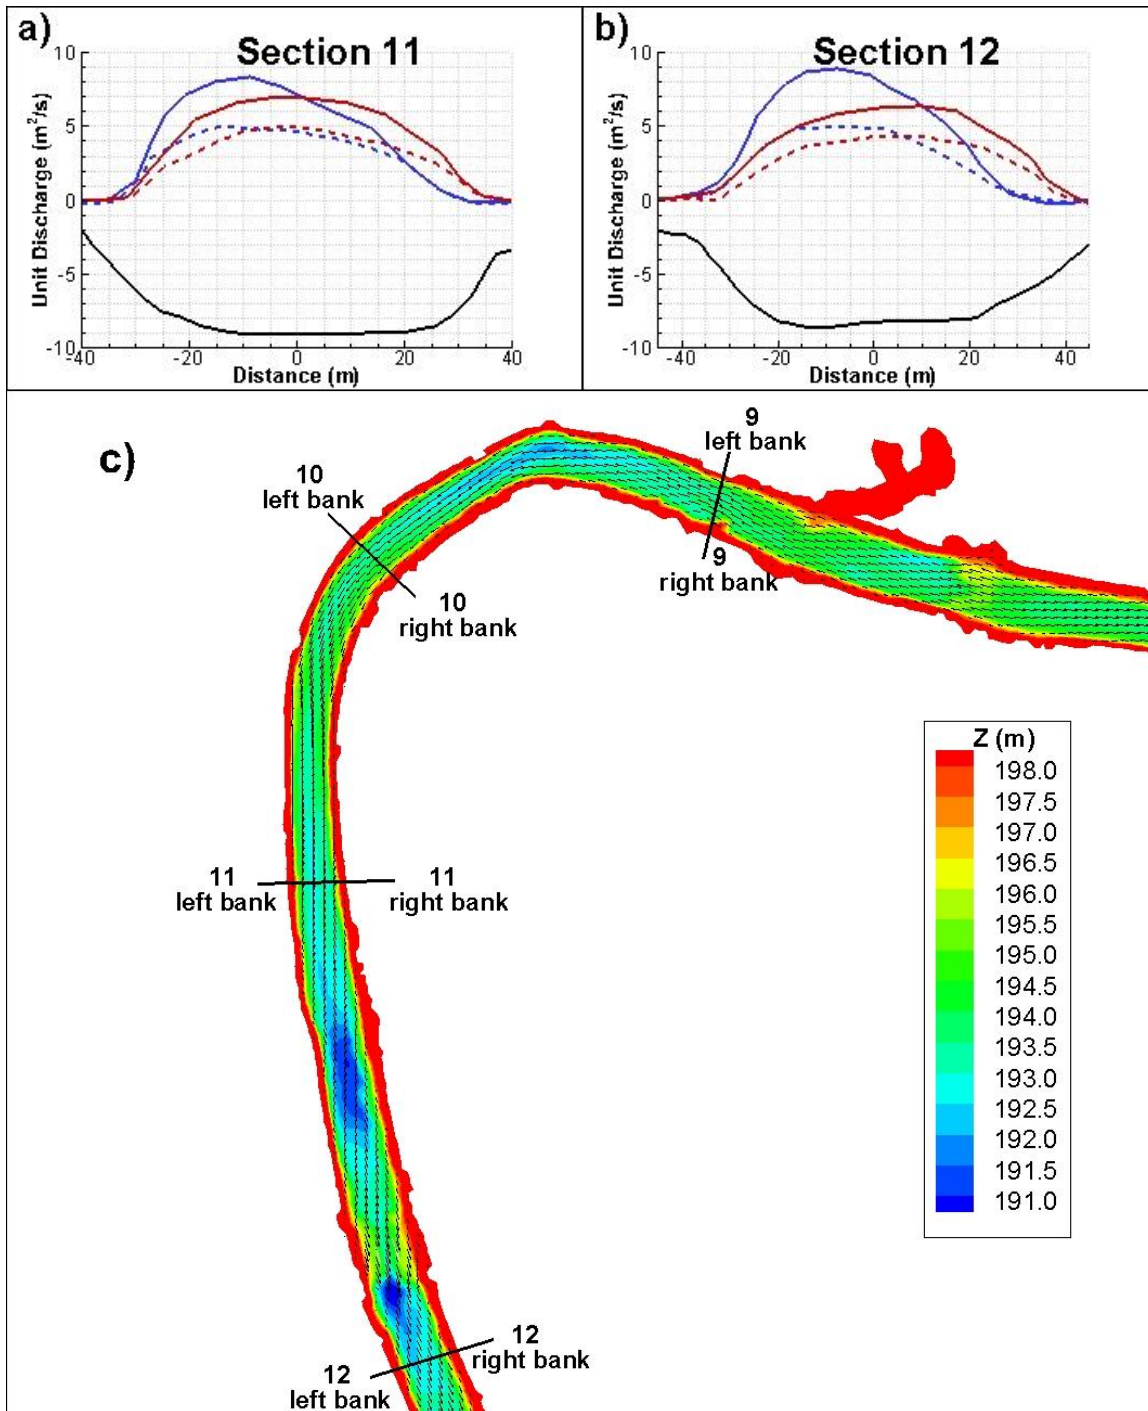 a)
Section 11
10
5
0
-5
-10
Unit Discharge (m²/s)
-40
-20
0
20
40
Distance (m)
b)
Section 12
10
5
0
-5
-10
Unit Discharge (m²/s)
-40
-20
0
20
40
Distance (m)
c)
9
left bank
10
left bank
9
right bank
10
right bank
11
left bank
11
right bank
12
right bank
12
left bank
Z (m)
198.0
197.5
197.0
196.5
196.0
195.5
195.0
194.5
194.0
193.5
193.0
192.5
192.0
191.5
191.0